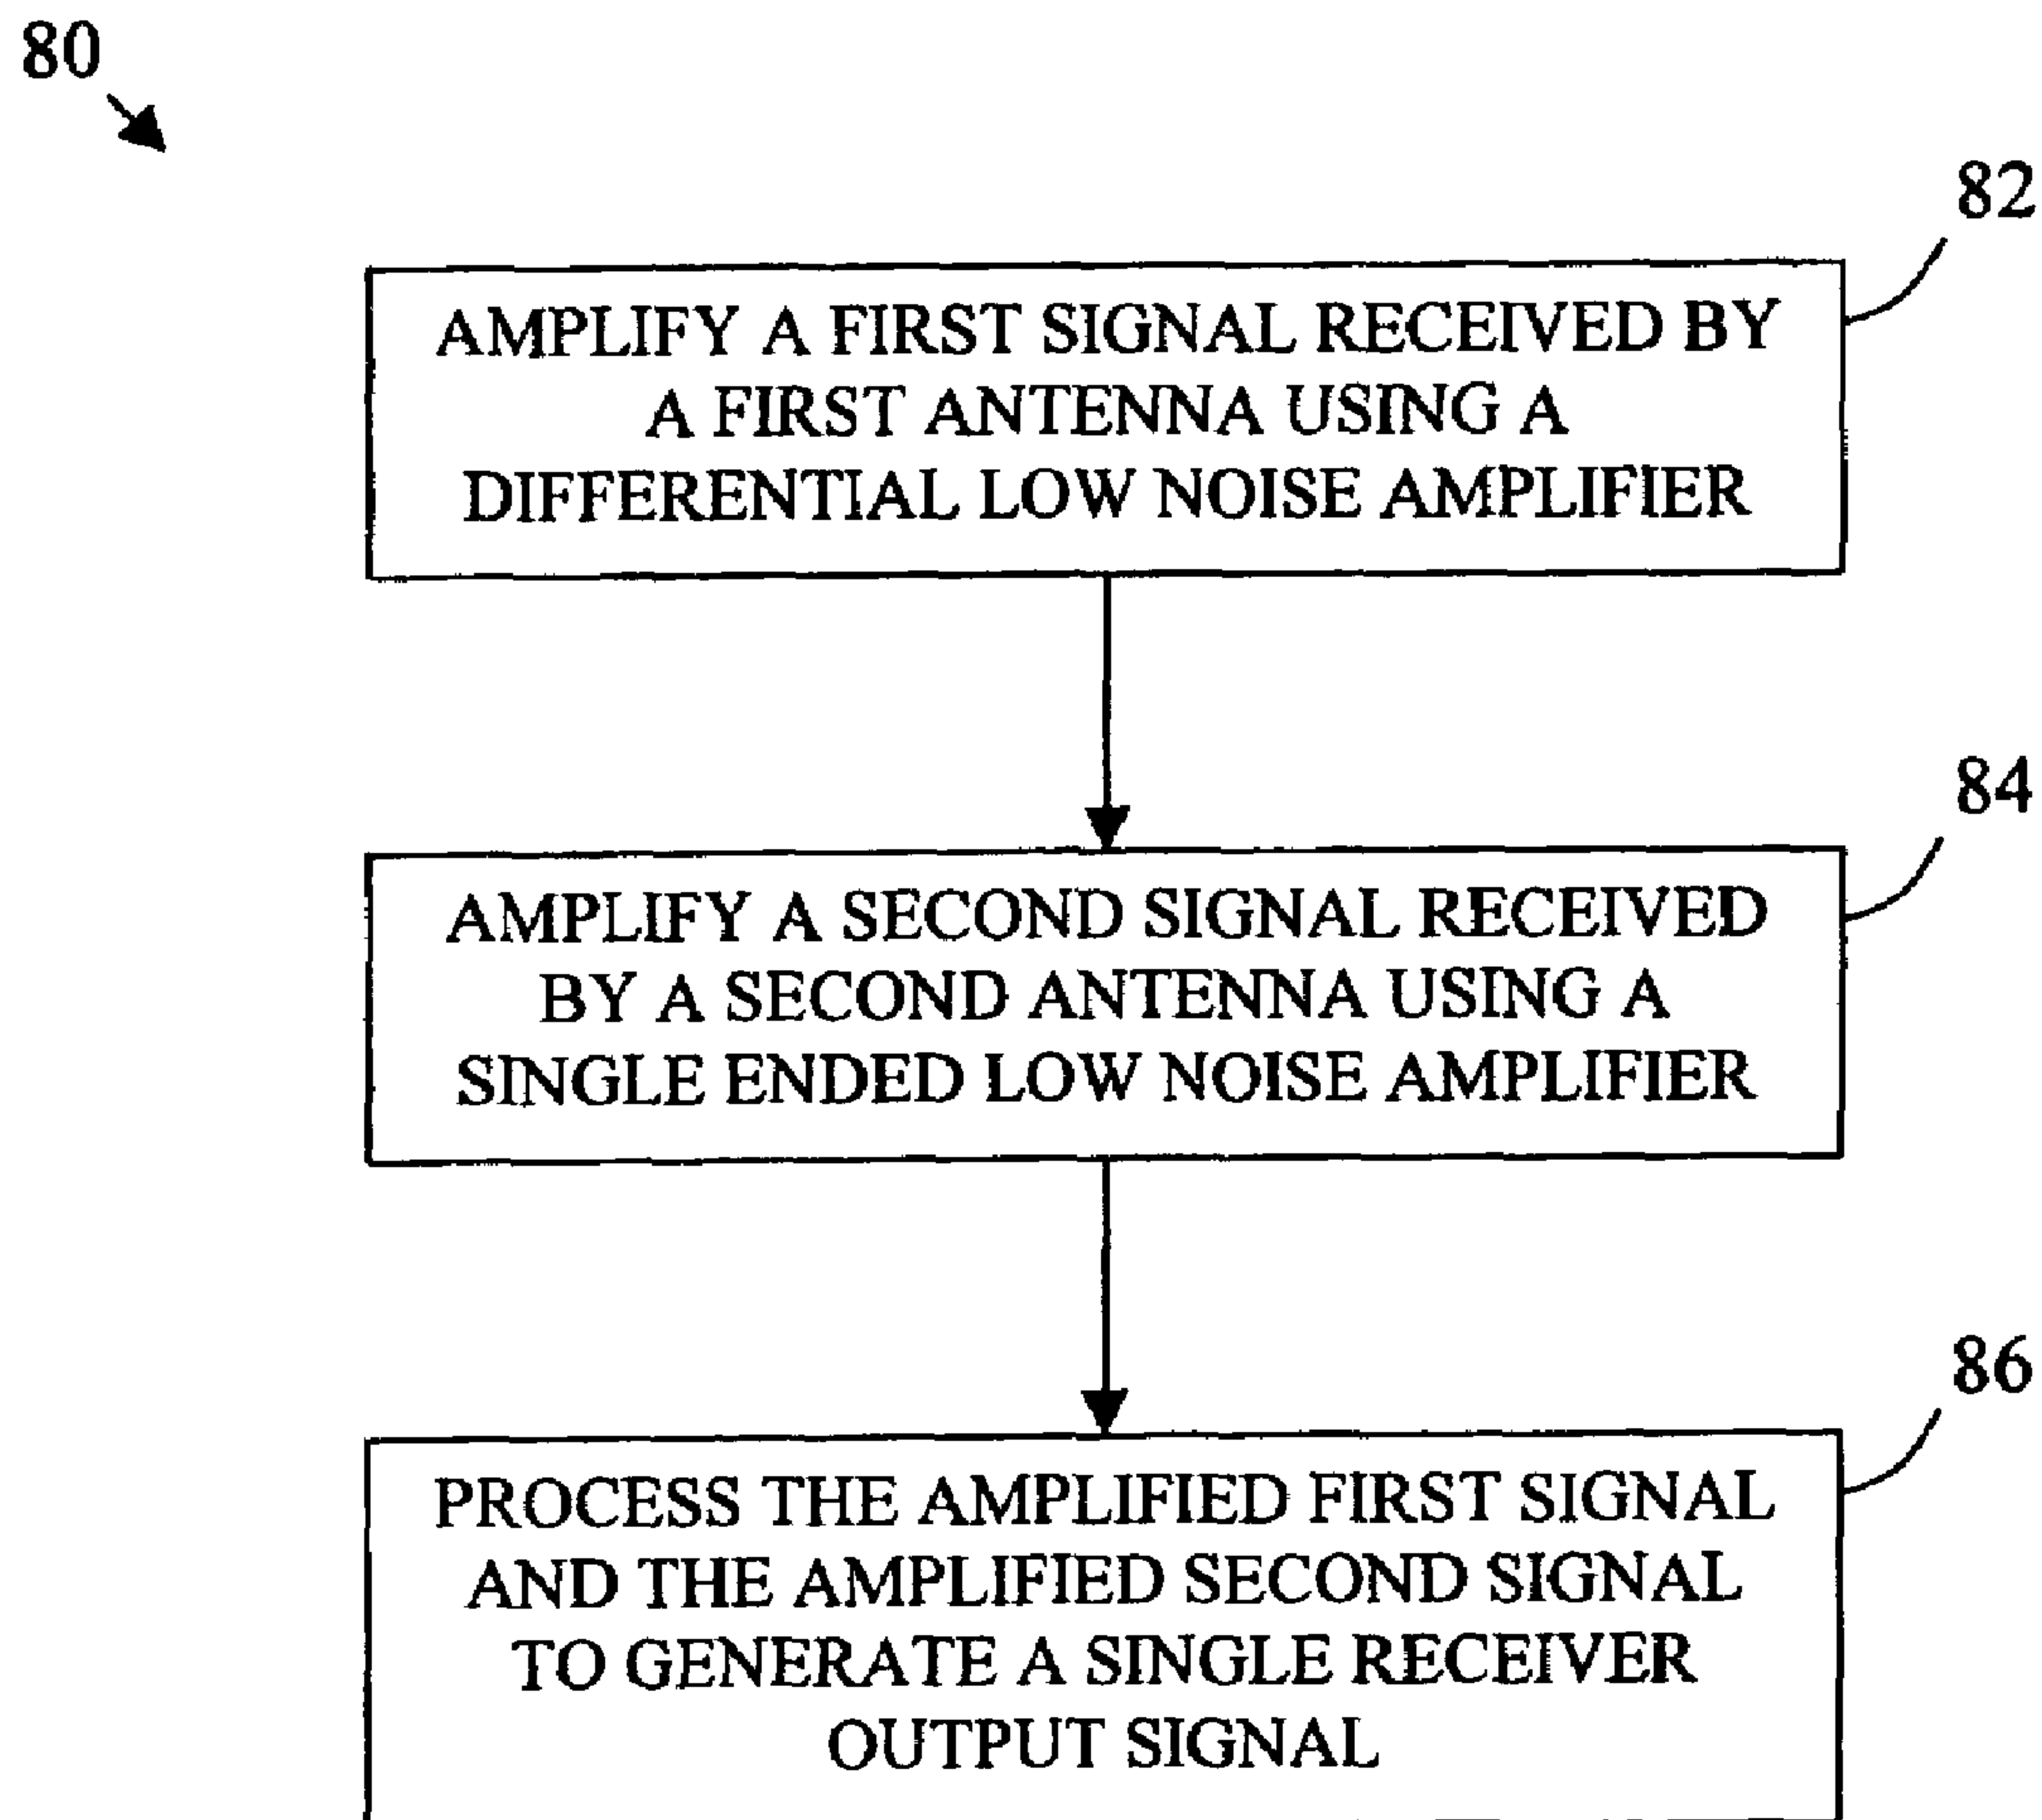 80
82
AMPLIFY A FIRST SIGNAL RECEIVED BY
A FIRST ANTENNA USING A
DIFFERENTIAL LOW NOISE AMPLIFIER
84
AMPLIFY A SECOND SIGNAL RECEIVED
BY A SECOND ANTENNA USING A
SINGLE ENDED LOW NOISE AMPLIFIER
86
PROCESS THE AMPLIFIED FIRST SIGNAL
AND THE AMPLIFIED SECOND SIGNAL
TO GENERATE A SINGLE RECEIVER
OUTPUT SIGNAL